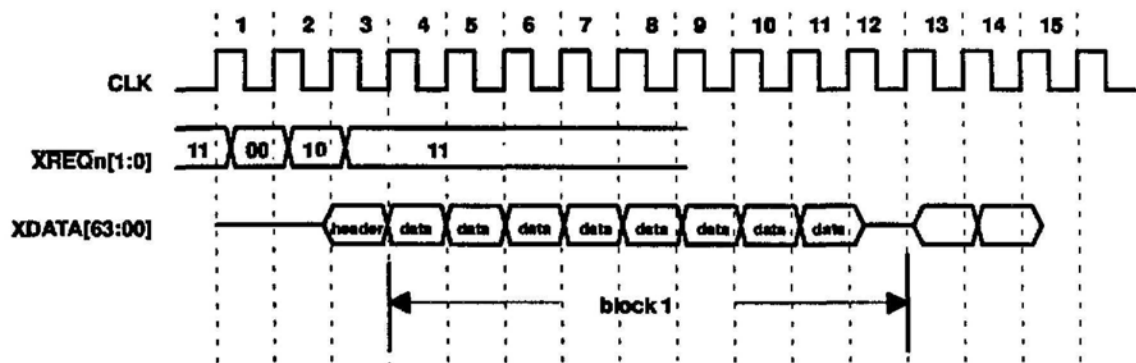 1 2 3 4 5 6 7 8 9 10 11 12 13 14 15
CLK
XREQn[1:0] 11 00 10 11
XDATA[63:00] header data data data data data data data data
block 1